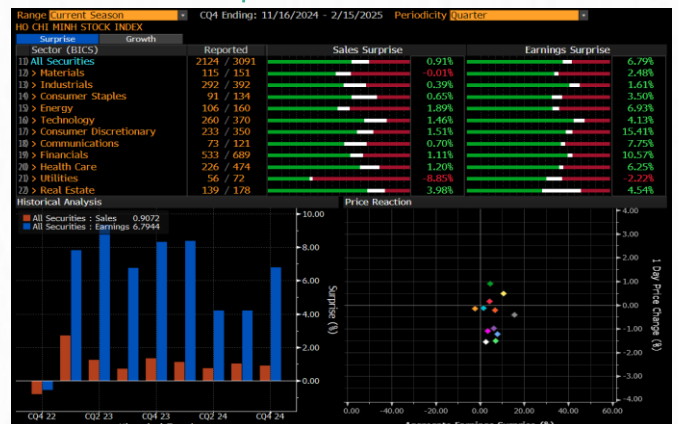 Range Current Season CQ4 Ending: 11/16/2024 - 2/15/2025 Periodicity Quarter
HO CHI MINH STOCK INDEX
Surprise Growth
Sector (BICS) Reported Sales Surprise Earnings Surprise
11) All Securities 2124 / 3091 0.91% 6.79%
12) > Materials 115 / 151 -0.01% 2.48%
13) > Industrials 292 / 392 0.39% 1.61%
14) > Consumer Staples 91 / 134 0.65% 3.50%
15) > Energy 106 / 160 1.89% 6.93%
16) > Technology 260 / 370 1.46% 4.13%
17) > Consumer Discretionary 233 / 350 1.51% 15.41%
18) > Communications 73 / 121 0.70% 7.75%
19) > Financials 533 / 689 1.11% 10.57%
20) > Health Care 226 / 474 1.20% 6.25%
21) > Utilities 56 / 72 -8.85% -2.22%
22) > Real Estate 139 / 178 3.98% 4.54%
Historical Analysis Price Reaction
All Securities : Sales 0.9072
All Securities : Earnings 6.7944
10.00
8.00
6.00
4.00
2.00
0.00
Surprise (%)
CQ4 22 CQ2 23 CQ4 23 CQ2 24 CQ4 24
4.00
3.00
2.00
1.00
0.00
-1.00
-2.00
-3.00
-4.00
1 Day Price Change (%)
0.00 -40.00 -20.00 0.00 20.00 40.00 60.00
Aggregate Earnings Surprise (%)